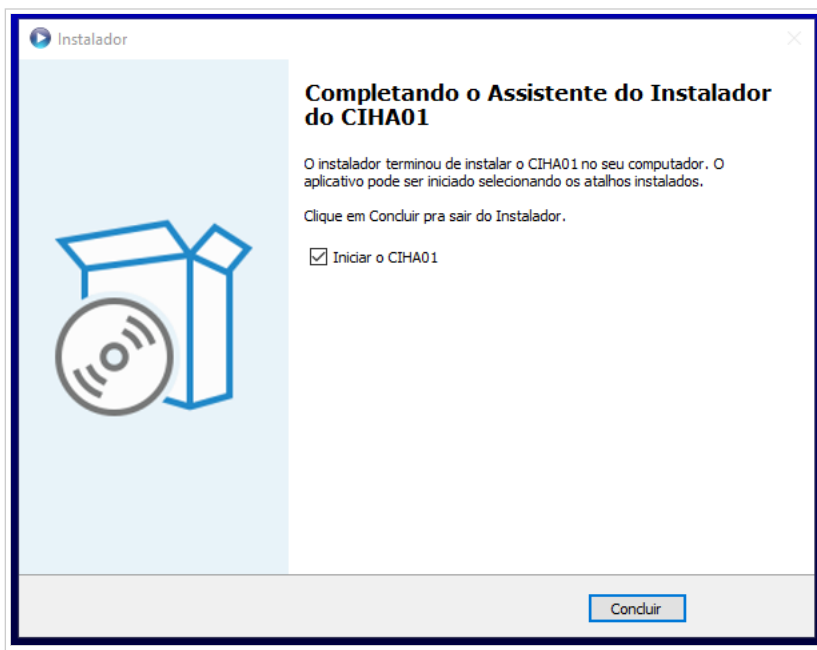 Instalador
Completando o Assistente do Instalador
do CIHA01
O instalador terminou de instalar o CIHA01 no seu computador. O
aplicativo pode ser iniciado selecionando os atalhos instalados.
Clique em Concluir pra sair do Instalador.
Iniciar o CIHA01
Concluir